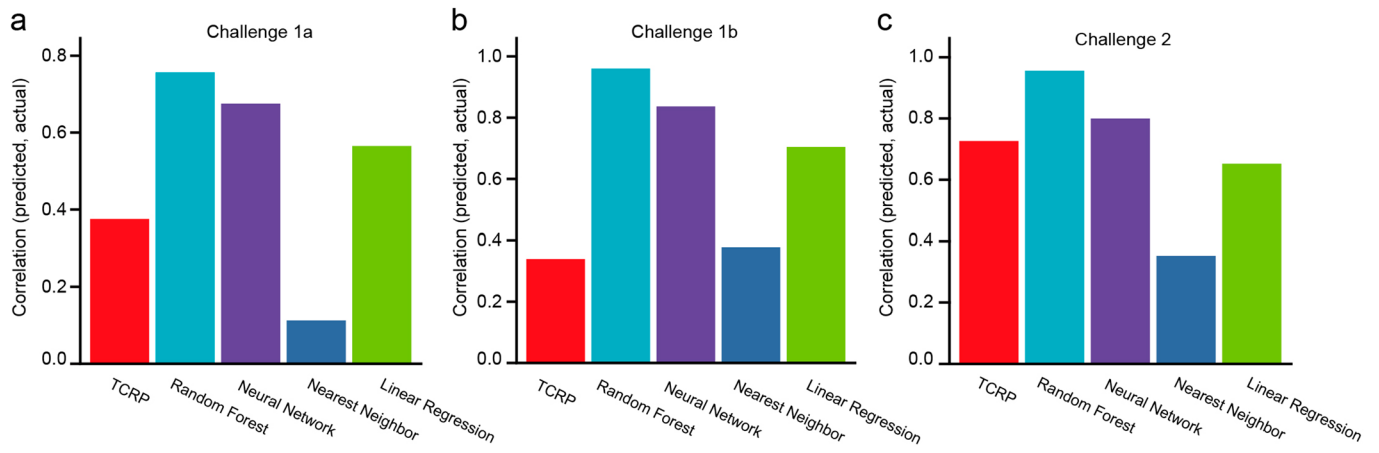 a
Challenge 1a
Correlation (predicted, actual)
0.8
0.6
0.4
0.2
0.0
TCRP
Random Forest
Neural Network
Nearest Neighbor
Linear Regression
b
Challenge 1b
Correlation (predicted, actual)
1.0
0.8
0.6
0.4
0.2
0.0
TCRP
Random Forest
Neural Network
Nearest Neighbor
Linear Regression
c
Challenge 2
Correlation (predicted, actual)
1.0
0.8
0.6
0.4
0.2
0.0
TCRP
Random Forest
Neural Network
Nearest Neighbor
Linear Regression